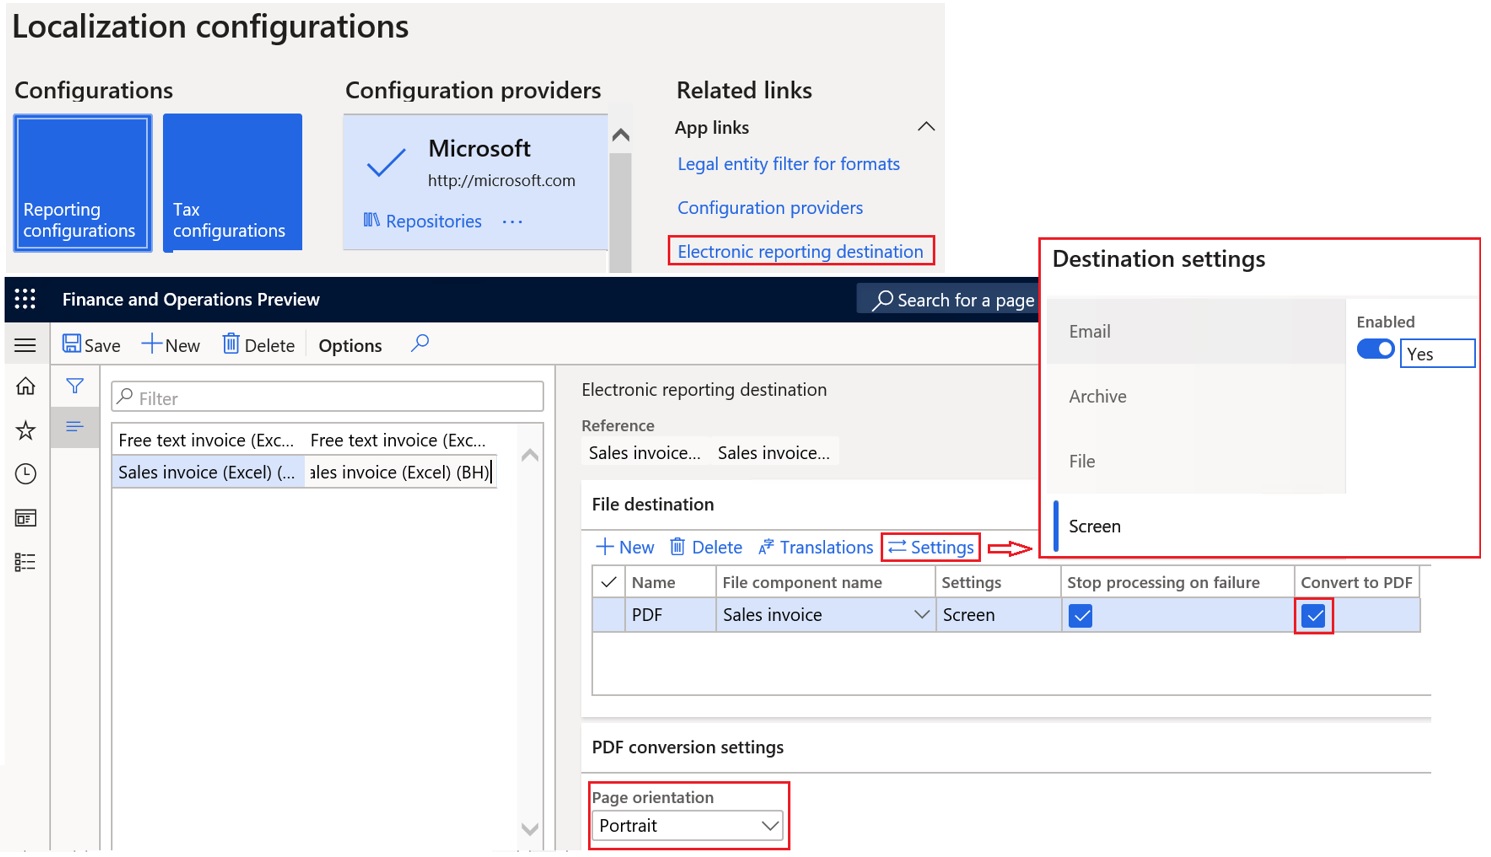 Localization configurations
Configurations
Reporting
configurations
Tax
configurations
Configuration providers
Microsoft
http://microsoft.com
Repositories ···
Related links
App links
Legal entity filter for formats
Configuration providers
Electronic reporting destination
Finance and Operations Preview
Search for a page
Save New Delete Options
Filter
Free text invoice (Exc... Free text invoice (Exc...
Sales invoice (Excel) (... ales invoice (Excel) (BH)
Electronic reporting destination
Reference
Sales invoice... Sales invoice...
File destination
New Delete Translations Settings
Name File component name Settings Stop processing on failure Convert to PDF
PDF Sales invoice Screen
PDF conversion settings
Page orientation
Portrait
Destination settings
Email
Archive
File
Screen
Enabled
Yes